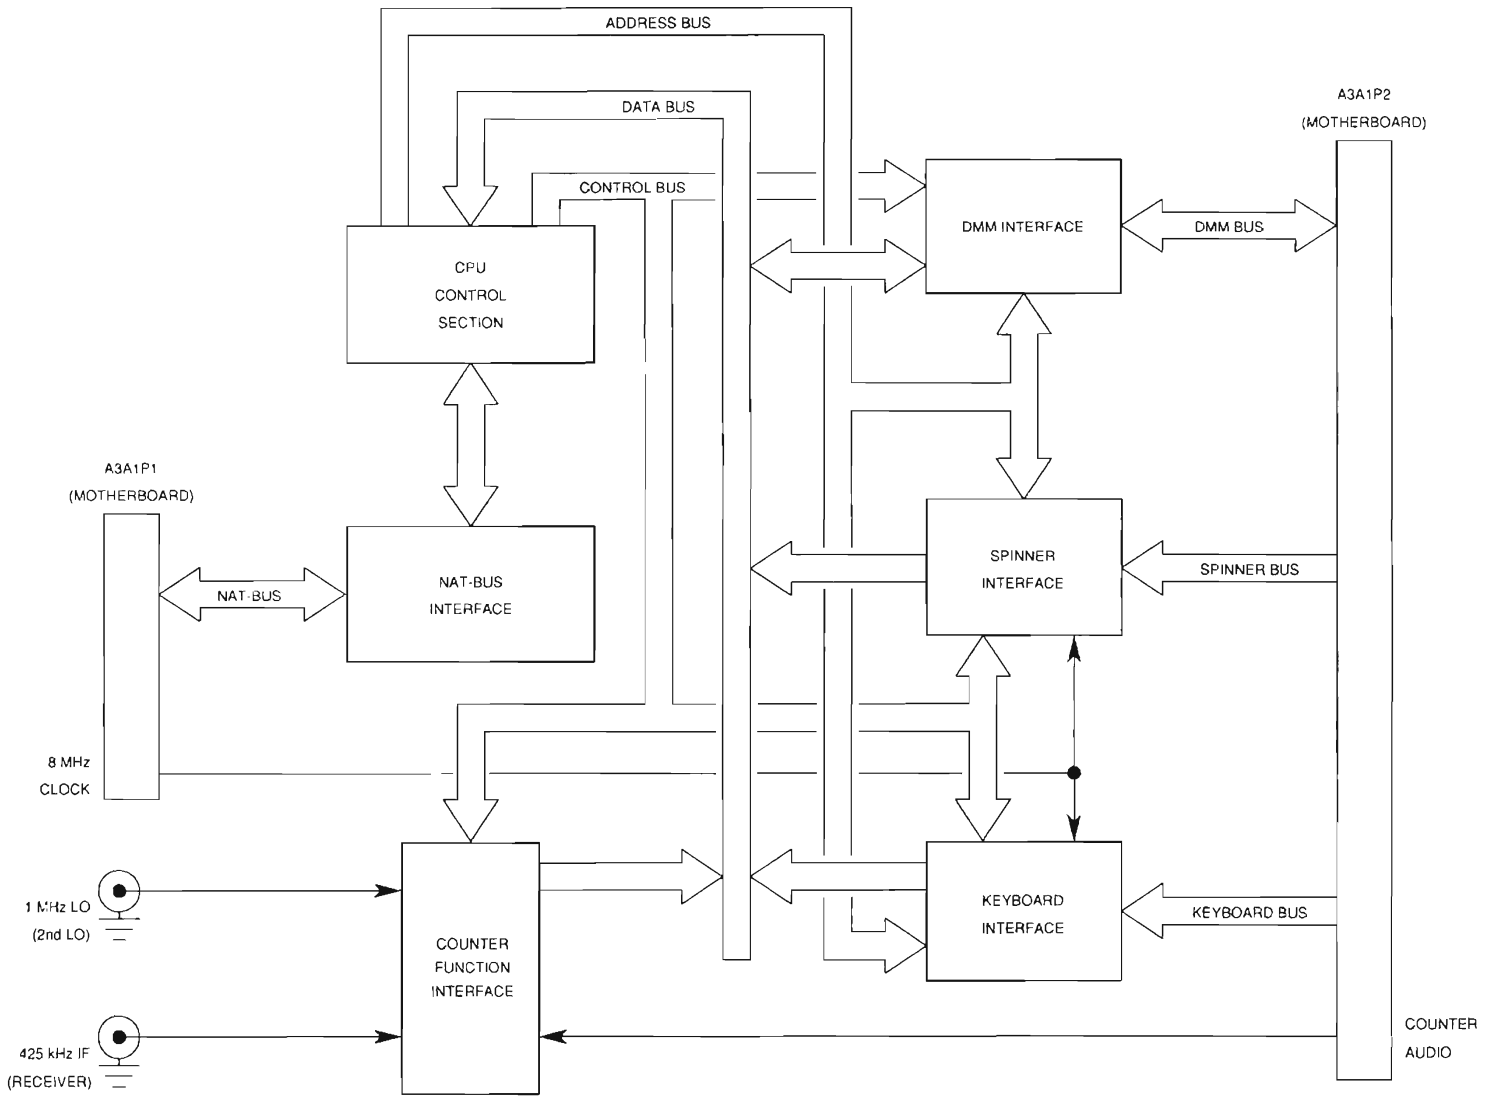 ADDRESS BUS
DATA BUS
CONTROL BUS
A3A1P2
(MOTHERBOARD)
CPU
CONTROL
SECTION
DMM INTERFACE
DMM BUS
A3A1P1
(MOTHERBOARD)
NAT-BUS
NAT-BUS
INTERFACE
SPINNER
INTERFACE
SPINNER BUS
8 MHz
CLOCK
1 MHz LO
(2nd LO)
COUNTER
FUNCTION
INTERFACE
KEYBOARD
INTERFACE
KEYBOARD BUS
425 kHz IF
(RECEIVER)
COUNTER
AUDIO